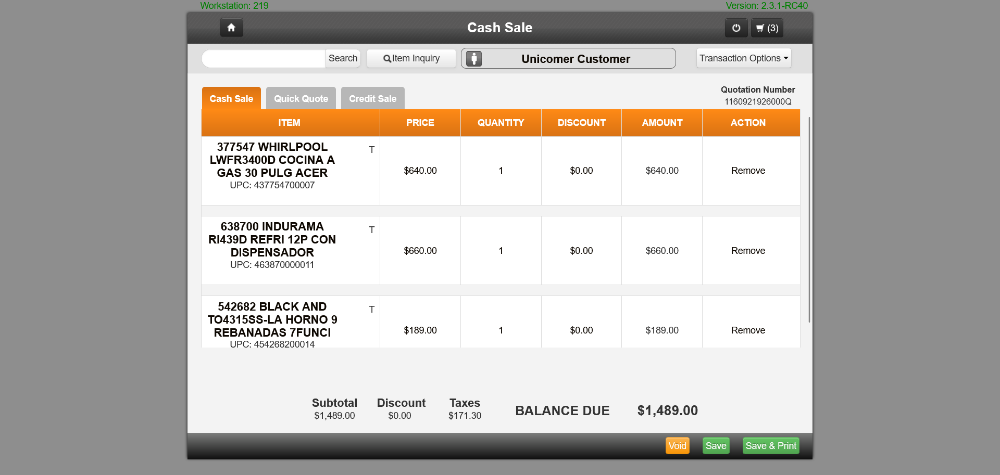 Workstation: 219
Version: 2.3.1-RC40
Cash Sale
(3)
Search
Item Inquiry
Unicomer Customer
Transaction Options
Cash Sale
Quick Quote
Credit Sale
Quotation Number
1160921926000Q
ITEM PRICE QUANTITY DISCOUNT AMOUNT ACTION
377547 WHIRLPOOL
LWFR3400D COCINA A
GAS 30 PULG ACER
UPC: 437754700007
T
$640.00 1 $0.00 $640.00 Remove
638700 INDURAMA
RI439D REFRI 12P CON
DISPENSADOR
UPC: 463870000011
T
$660.00 1 $0.00 $660.00 Remove
542682 BLACK AND
TO4315SS-LA HORNO 9
REBANADAS 7FUNCI
UPC: 454268200014
T
$189.00 1 $0.00 $189.00 Remove
Subtotal Discount Taxes
$1,489.00 $0.00 $171.30
BALANCE DUE $1,489.00
Void Save Save & Print